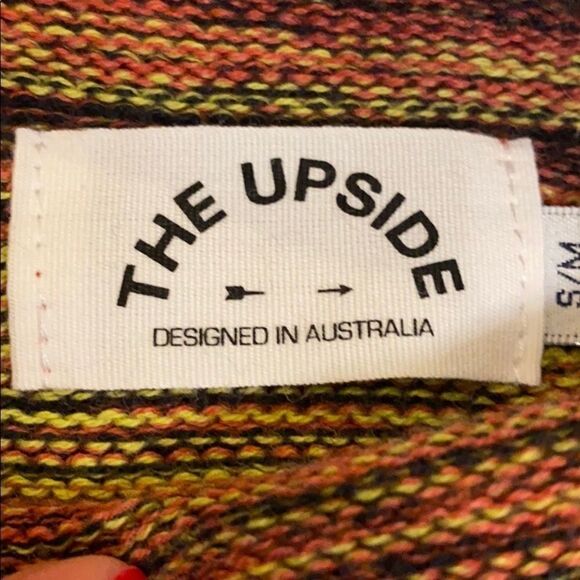 THE UPSIDE
DESIGNED IN AUSTRALIA
S/M